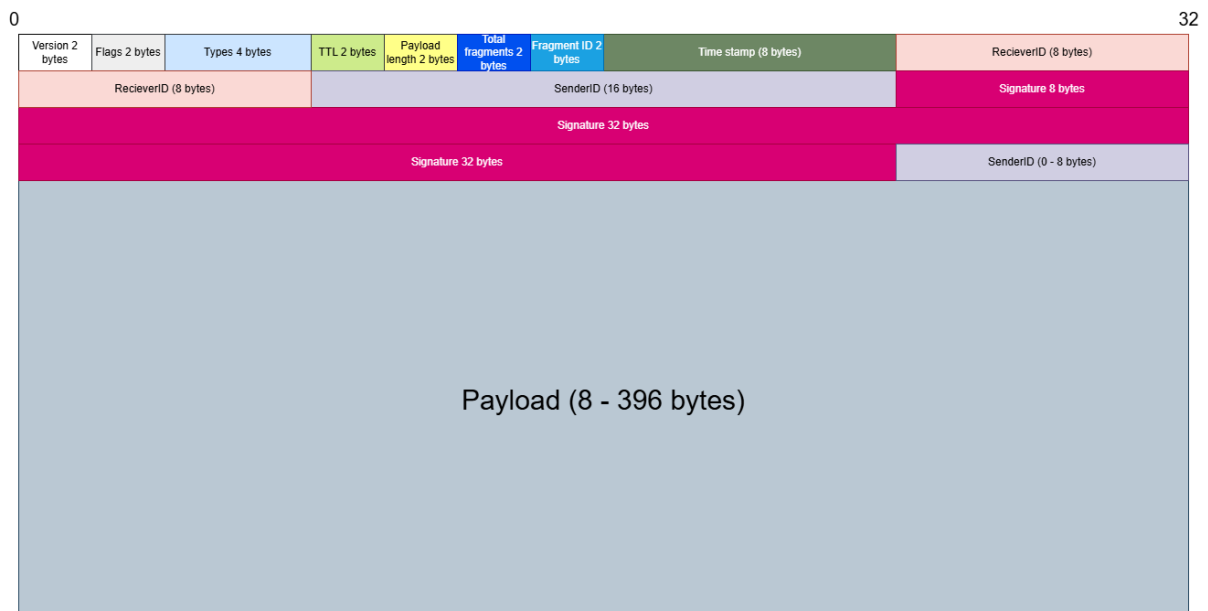 0
32
Version 2
bytes
Flags 2 bytes
Types 4 bytes
TTL 2 bytes
Payload
length 2 bytes
Total
fragments 2
bytes
Fragment ID 2
bytes
Time stamp (8 bytes)
RecieverID (8 bytes)
RecieverID (8 bytes)
SenderID (16 bytes)
Signature 8 bytes
Signature 32 bytes
Signature 32 bytes
SenderID (0 - 8 bytes)
Payload (8 - 396 bytes)